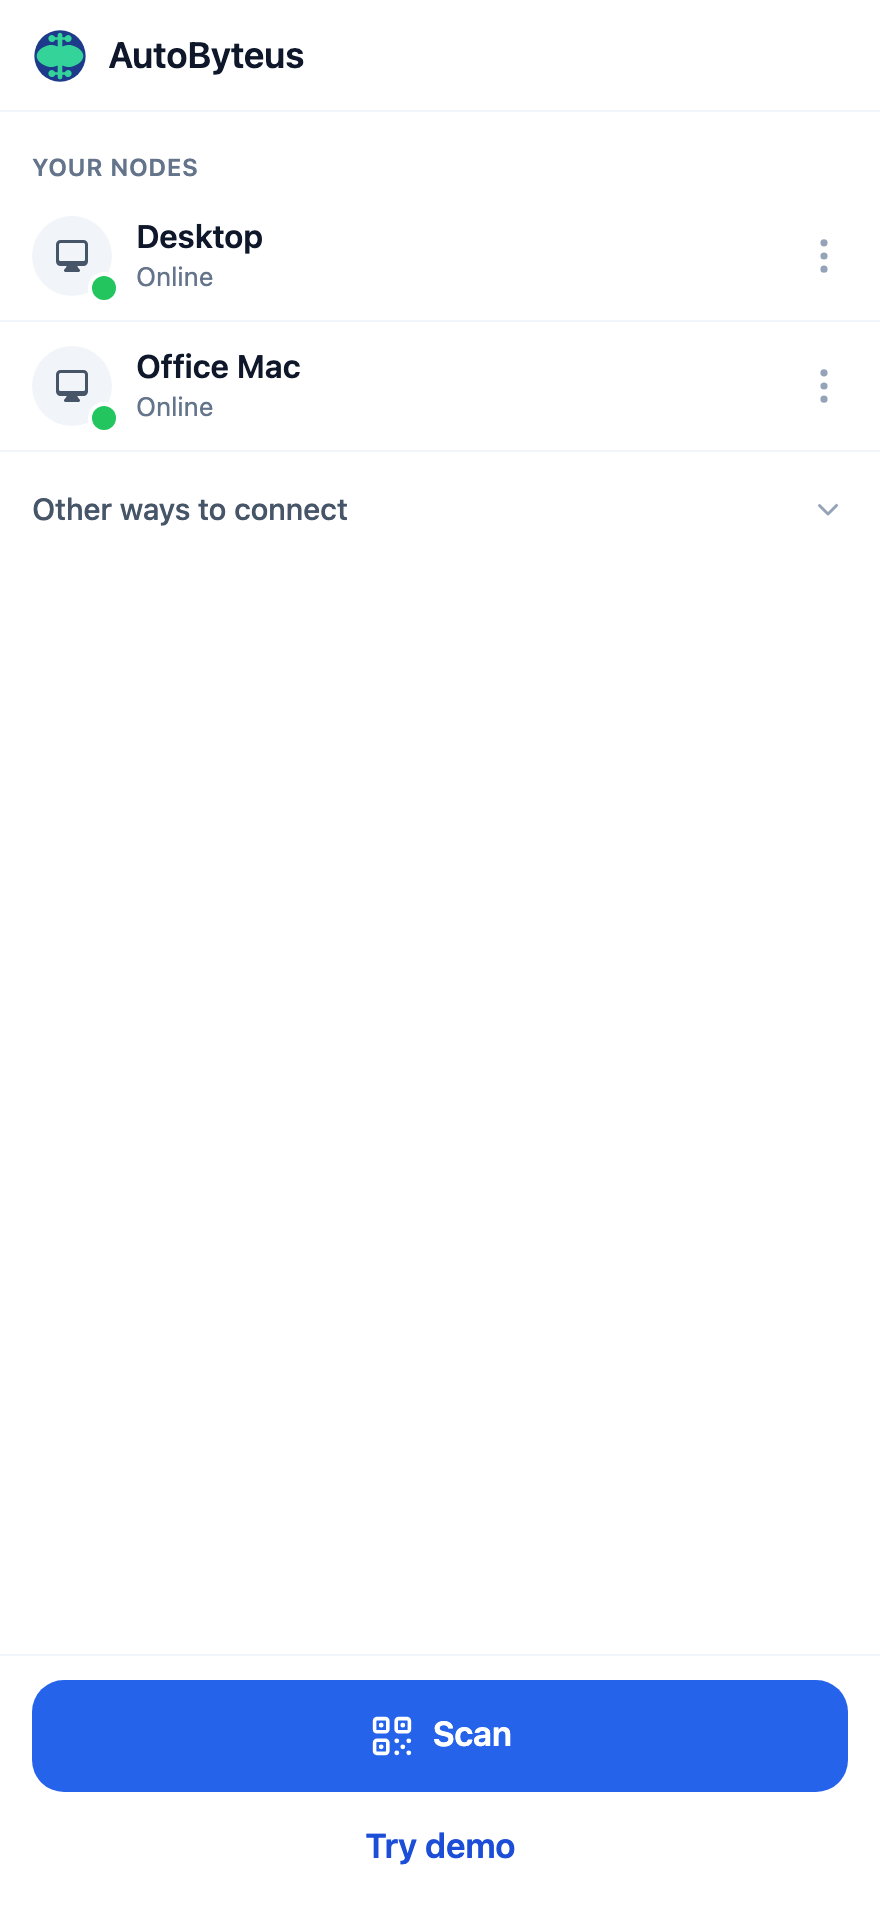 AutoByteus
YOUR NODES
Desktop
Online
Office Mac
Online
Other ways to connect
Scan
Try demo